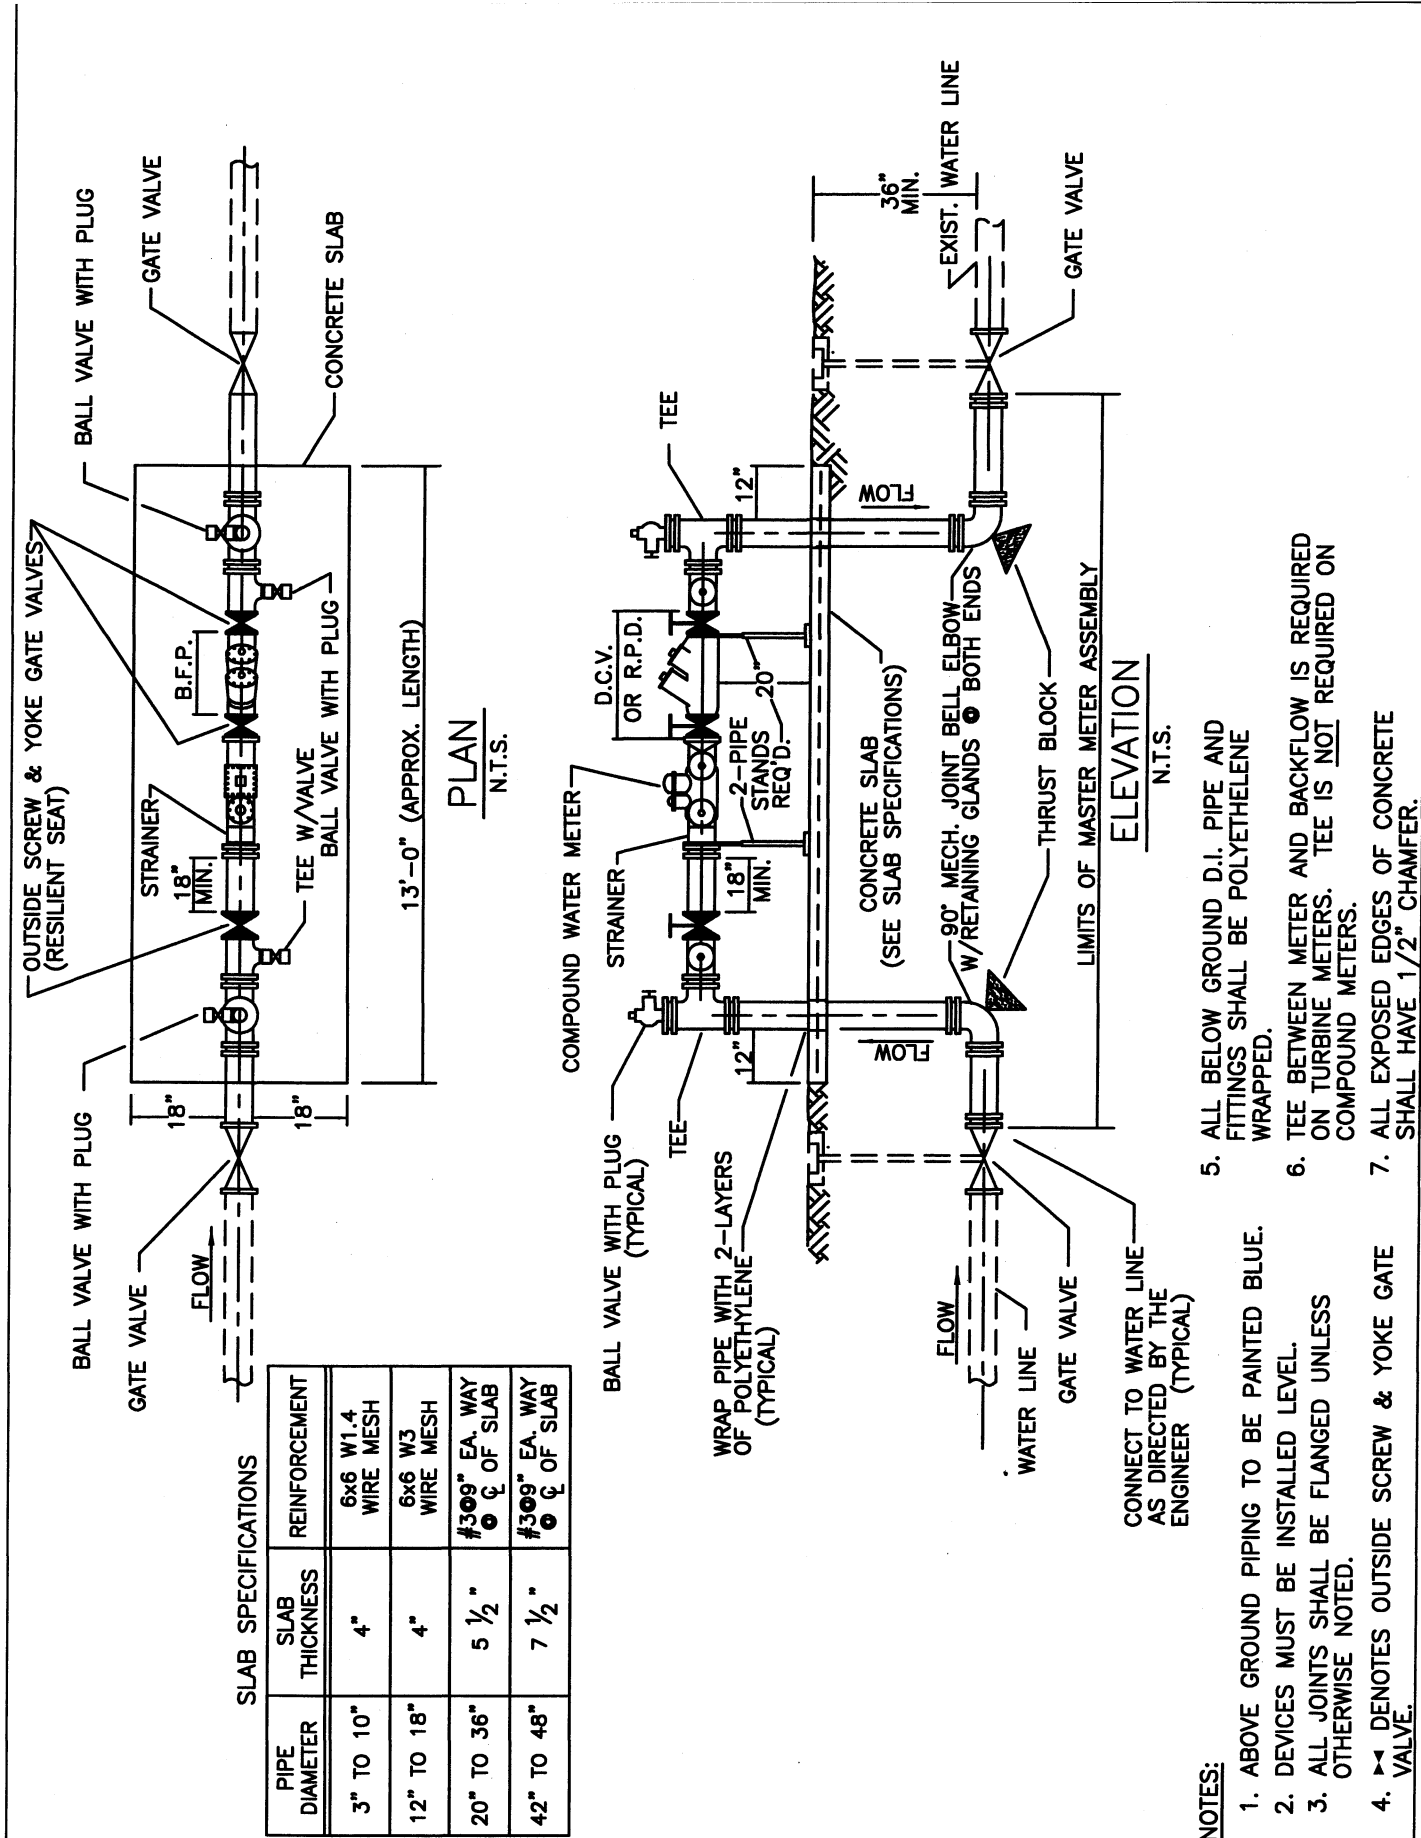 BALL VALVE WITH PLUG
GATE VALVE
FLOW
OUTSIDE SCREW & YOKE GATE VALVES
(RESILIENT SEAT)
STRAINER
18"
MIN.
B.F.P.
TEE W/VALVE
BALL VALVE WITH PLUG
BALL VALVE WITH PLUG
GATE VALVE
CONCRETE SLAB
18"
18"
13'-0" (APPROX. LENGTH)
PLAN
N.T.S.
SLAB SPECIFICATIONS
PIPE
DIAMETER
SLAB
THICKNESS
REINFORCEMENT
3" TO 10"
4"
6x6 W1.4
WIRE MESH
12" TO 18"
4"
6x6 W3
WIRE MESH
20" TO 36"
5 ½"
#3@9" EA. WAY
@ ℄ OF SLAB
42" TO 48"
7 ½"
#3@9" EA. WAY
@ ℄ OF SLAB
COMPOUND WATER METER
STRAINER
D.C.V.
OR R.P.D.
TEE
BALL VALVE WITH PLUG
(TYPICAL)
TEE
WRAP PIPE WITH 2-LAYERS
OF POLYETHYLENE
(TYPICAL)
12"
18"
MIN.
2-PIPE
STANDS
REQ'D.
20"
12"
36"
MIN.
EXIST. WATER LINE
FLOW
FLOW
CONCRETE SLAB
(SEE SLAB SPECIFICATIONS)
90° MECH. JOINT BELL ELBOW
W/RETAINING GLANDS @ BOTH ENDS
THRUST BLOCK
GATE VALVE
FLOW
WATER LINE
GATE VALVE
CONNECT TO WATER LINE
AS DIRECTED BY THE
ENGINEER (TYPICAL)
LIMITS OF MASTER METER ASSEMBLY
ELEVATION
N.T.S.
NOTES:
1. ABOVE GROUND PIPING TO BE PAINTED BLUE.
2. DEVICES MUST BE INSTALLED LEVEL.
3. ALL JOINTS SHALL BE FLANGED UNLESS
OTHERWISE NOTED.
4. ⧓ DENOTES OUTSIDE SCREW & YOKE GATE
VALVE.
5. ALL BELOW GROUND D.I. PIPE AND
FITTINGS SHALL BE POLYETHELENE
WRAPPED.
6. TEE BETWEEN METER AND BACKFLOW IS REQUIRED
ON TURBINE METERS. TEE IS NOT REQUIRED ON
COMPOUND METERS.
7. ALL EXPOSED EDGES OF CONCRETE
SHALL HAVE 1/2" CHAMFER.